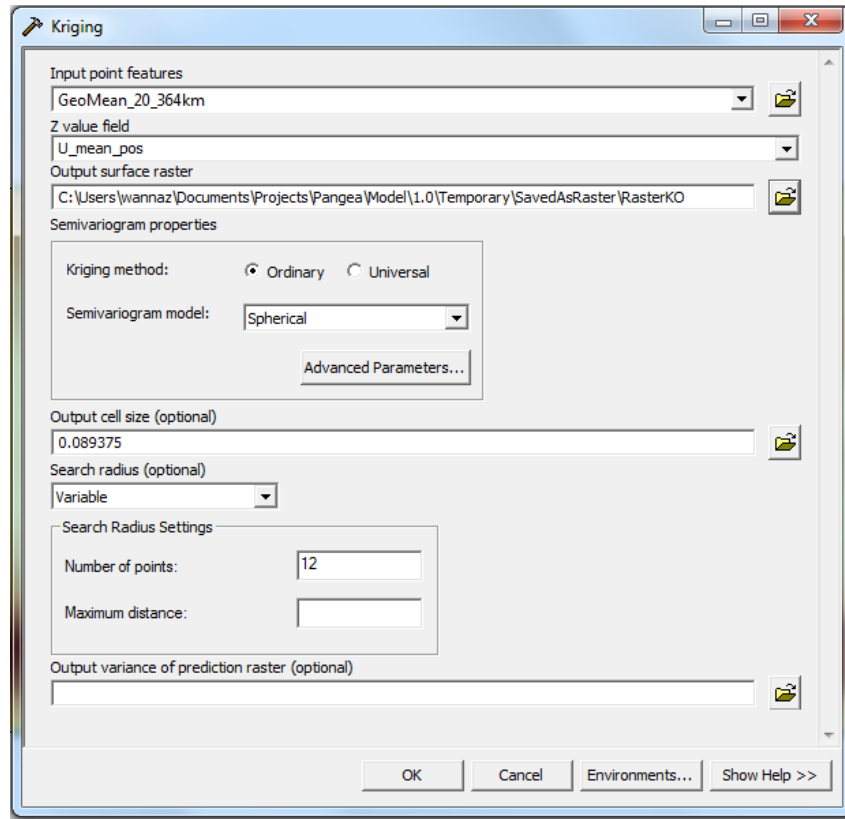 Kriging
Input point features
GeoMean_20_364km
Z value field
U_mean_pos
Output surface raster
C:\Users\wannaz\Documents\Projects\Pangea\Model\1.0\Temporary\SavedAsRaster\RasterKO
Semivariogram properties
Kriging method: Ordinary Universal
Semivariogram model: Spherical
Advanced Parameters...
Output cell size (optional)
0.089375
Search radius (optional)
Variable
Search Radius Settings
Number of points: 12
Maximum distance:
Output variance of prediction raster (optional)
OK Cancel Environments... Show Help >>